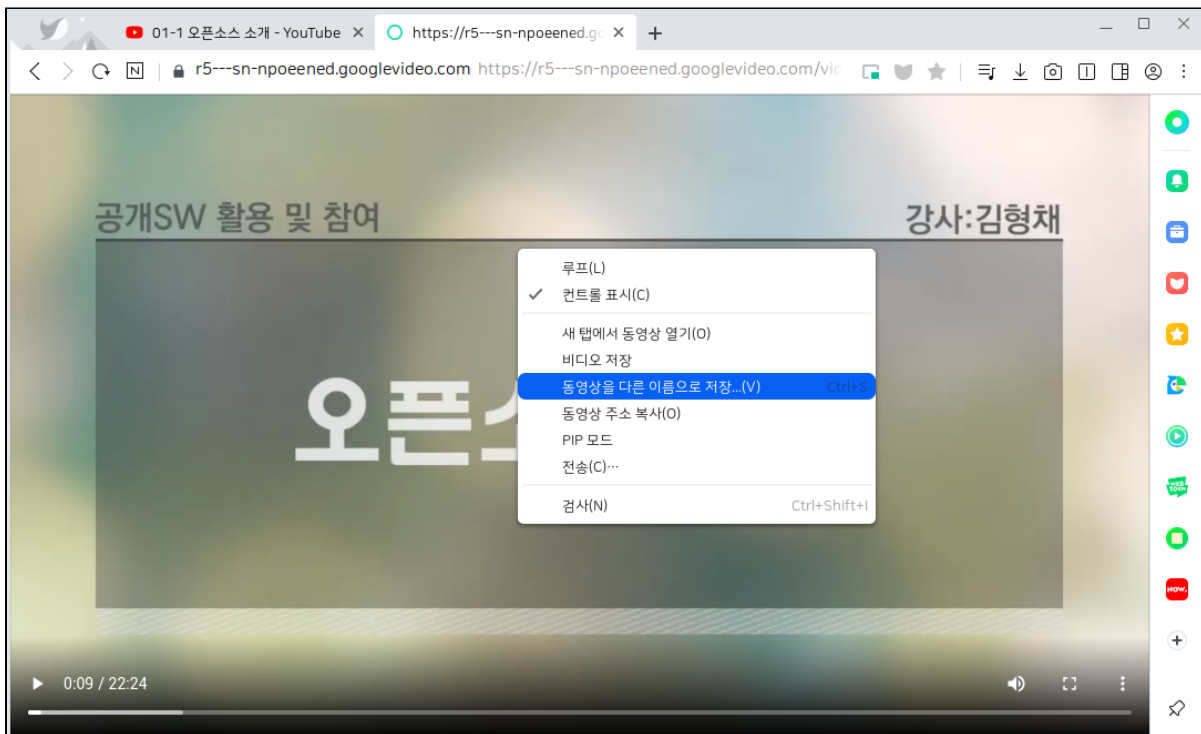 01-1 오픈소스 소개 - YouTube
https://r5---sn-npoeened.gc
N
r5---sn-npoeened.googlevideo.com https://r5---sn-npoeened.googlevideo.com/vic
공개SW 활용 및 참여
강사:김형채
오픈소
루프(L)
컨트롤 표시(C)
새 탭에서 동영상 열기(O)
비디오 저장
동영상을 다른 이름으로 저장...(V) Ctrl+S
동영상 주소 복사(O)
PIP 모드
전송(C)…
검사(N) Ctrl+Shift+I
0:09 / 22:24
WEB
TOON
NOW.